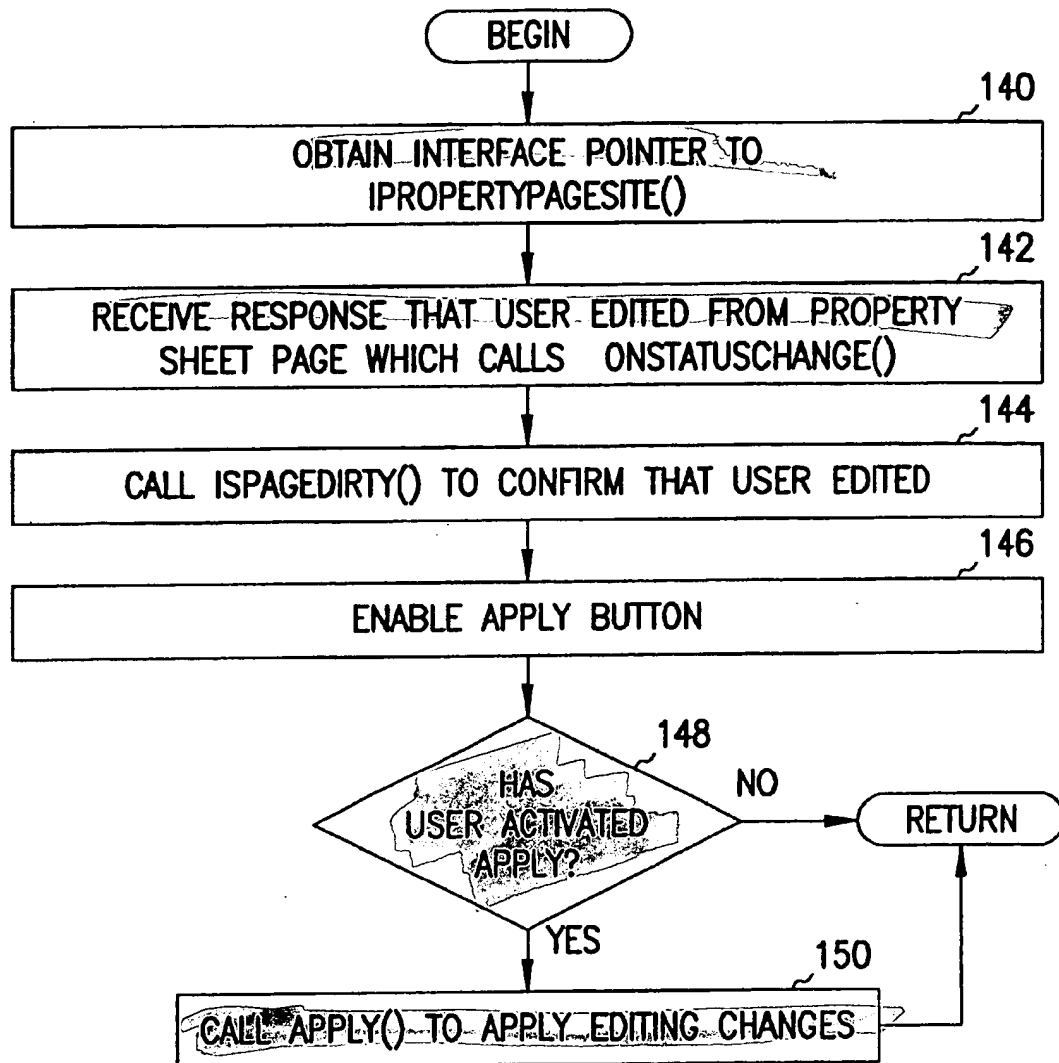 BEGIN
140
OBTAIN INTERFACE POINTER TO
IPROPERTYPAGESITE()
142
RECEIVE RESPONSE THAT USER EDITED FROM PROPERTY
SHEET PAGE WHICH CALLS ONSTATUSCHANGE()
144
CALL ISPAGEDIRTY() TO CONFIRM THAT USER EDITED
146
ENABLE APPLY BUTTON
148
HAS
USER ACTIVATED
APPLY?
NO
RETURN
YES
150
CALL APPLY() TO APPLY EDITING CHANGES